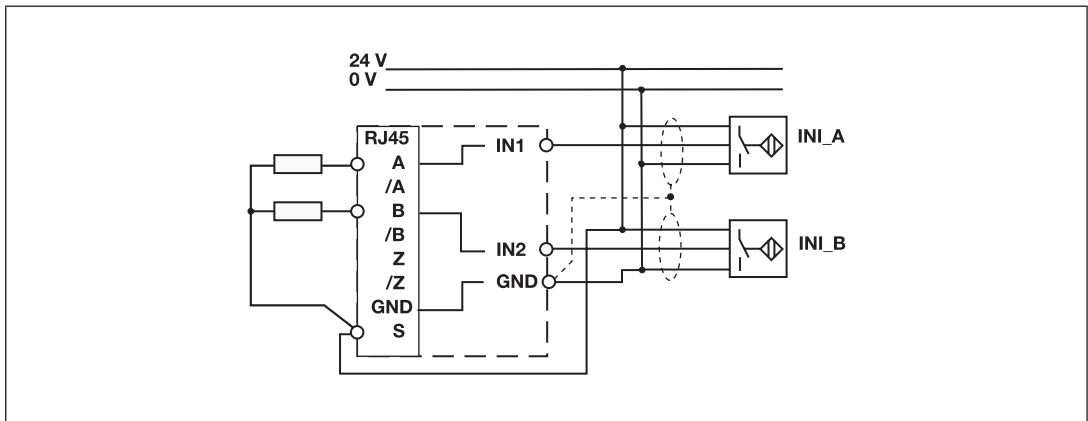 24 V
0 V
RJ45
A
/A
B
/B
Z
/Z
GND
S
IN1
IN2
GND
INI_A
INI_B